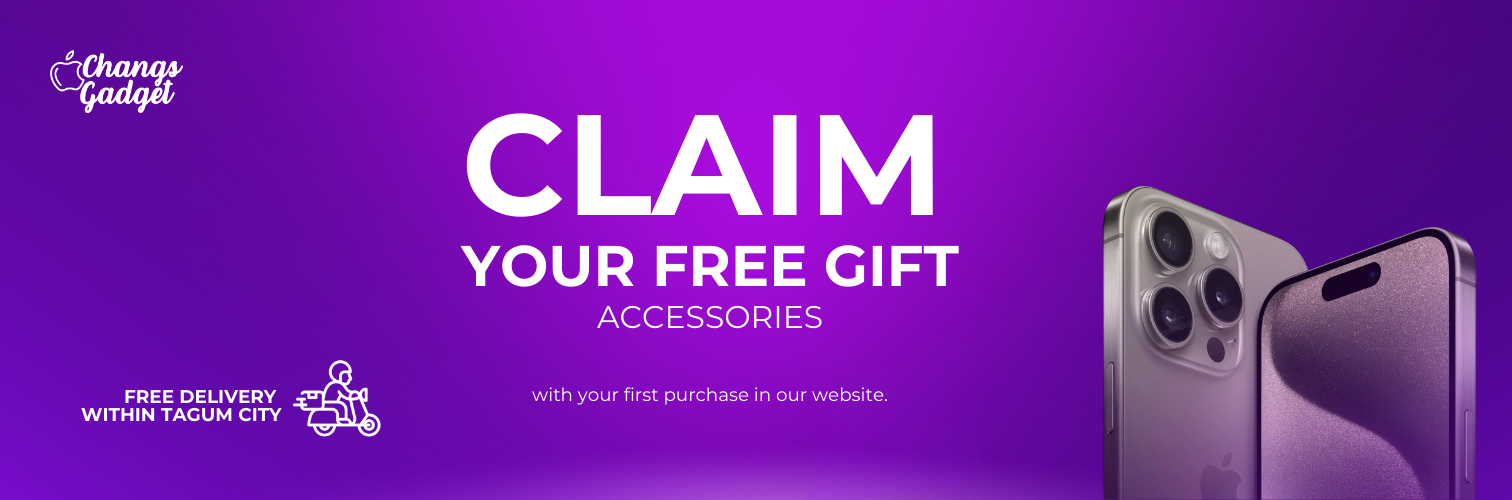 Changs
Gadget
CLAIM
YOUR FREE GIFT
ACCESSORIES
with your first purchase in our website.
FREE DELIVERY
WITHIN TAGUM CITY